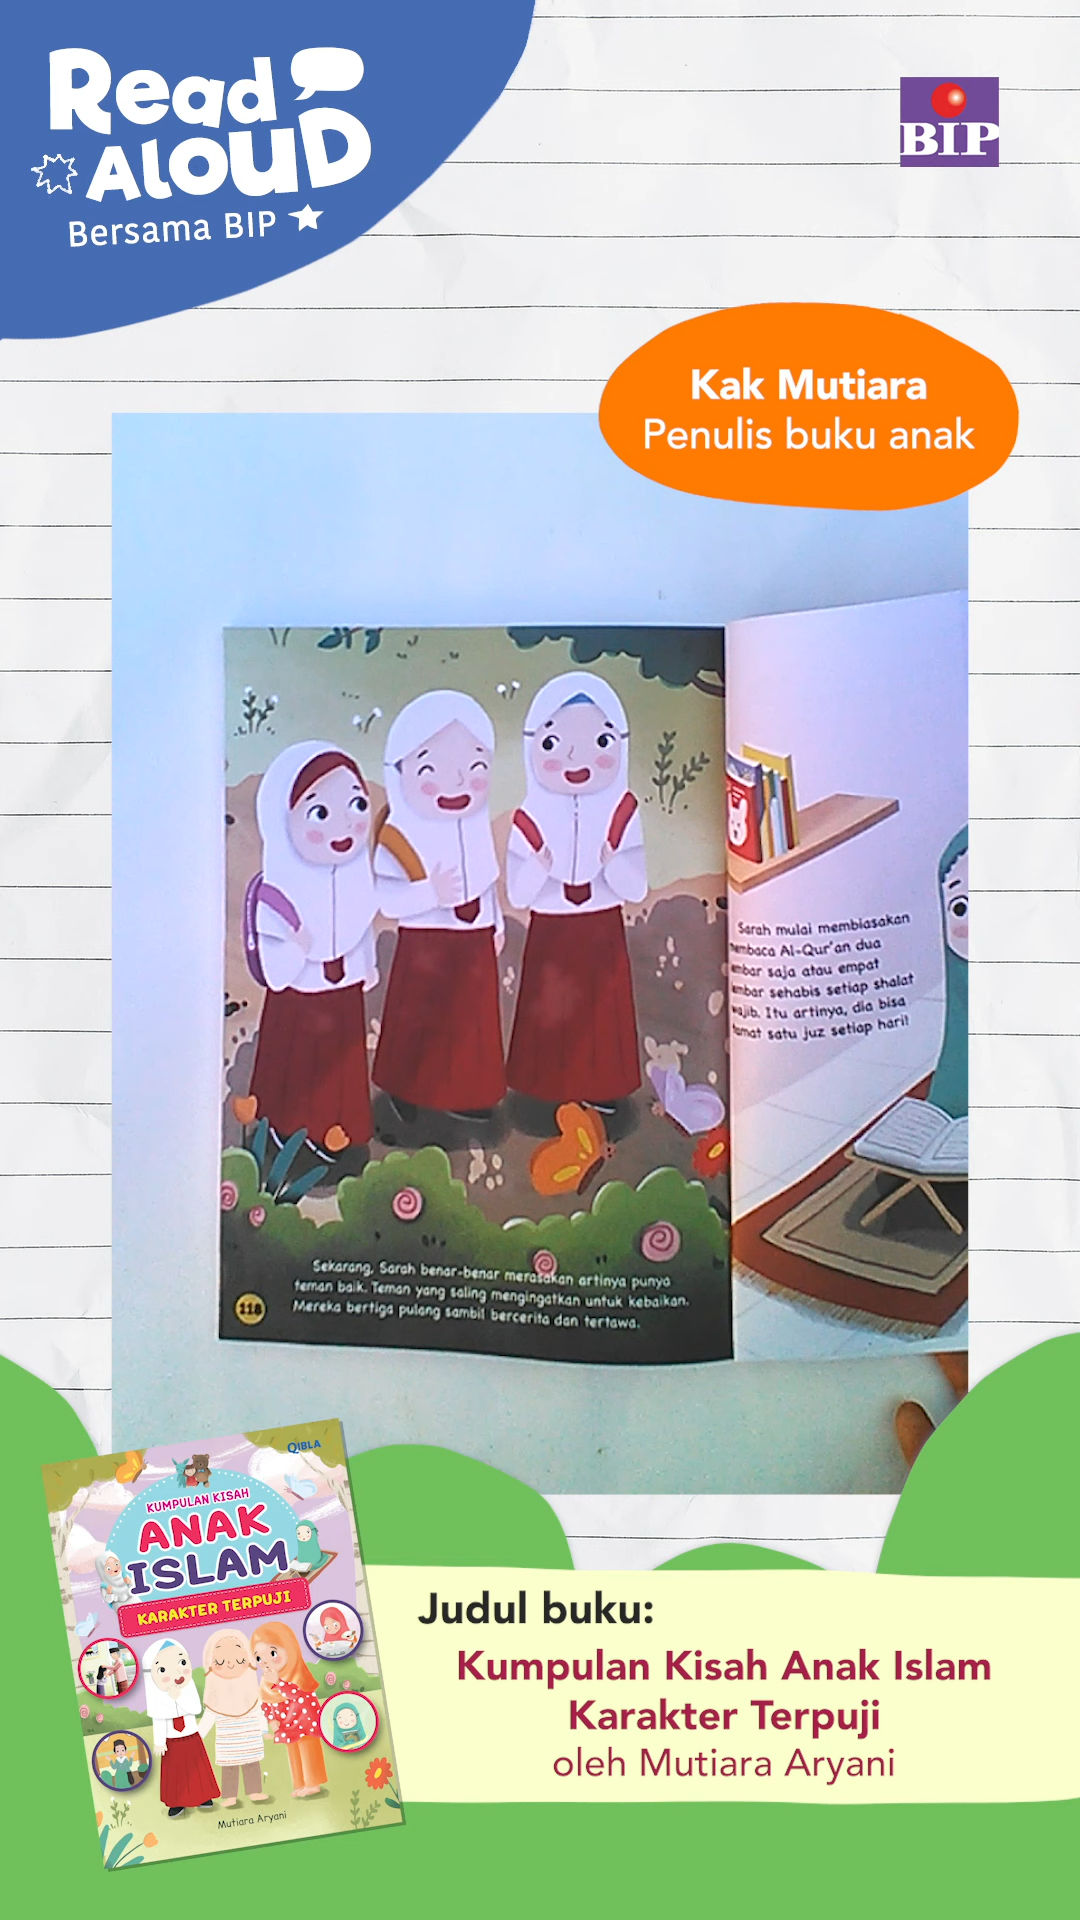 Read
Aloud
Bersama BIP
BIP
Kak Mutiara
Penulis buku anak
Sekarang, Sarah benar-benar merasakan artinya punya
teman baik. Teman yang saling mengingatkan untuk kebaikan.
Mereka bertiga pulang sambil bercerita dan tertawa.
118
Sarah mulai membiasakan
membaca Al-Qur'an dua
embar saja atau empat
embar sehabis setiap shalat
wajib. Itu artinya, dia bisa
tamat satu juz setiap hari!
QIBLA
KUMPULAN KISAH
ANAK
ISLAM
KARAKTER TERPUJI
Mutiara Aryani
Judul buku:
Kumpulan Kisah Anak Islam
Karakter Terpuji
oleh Mutiara Aryani